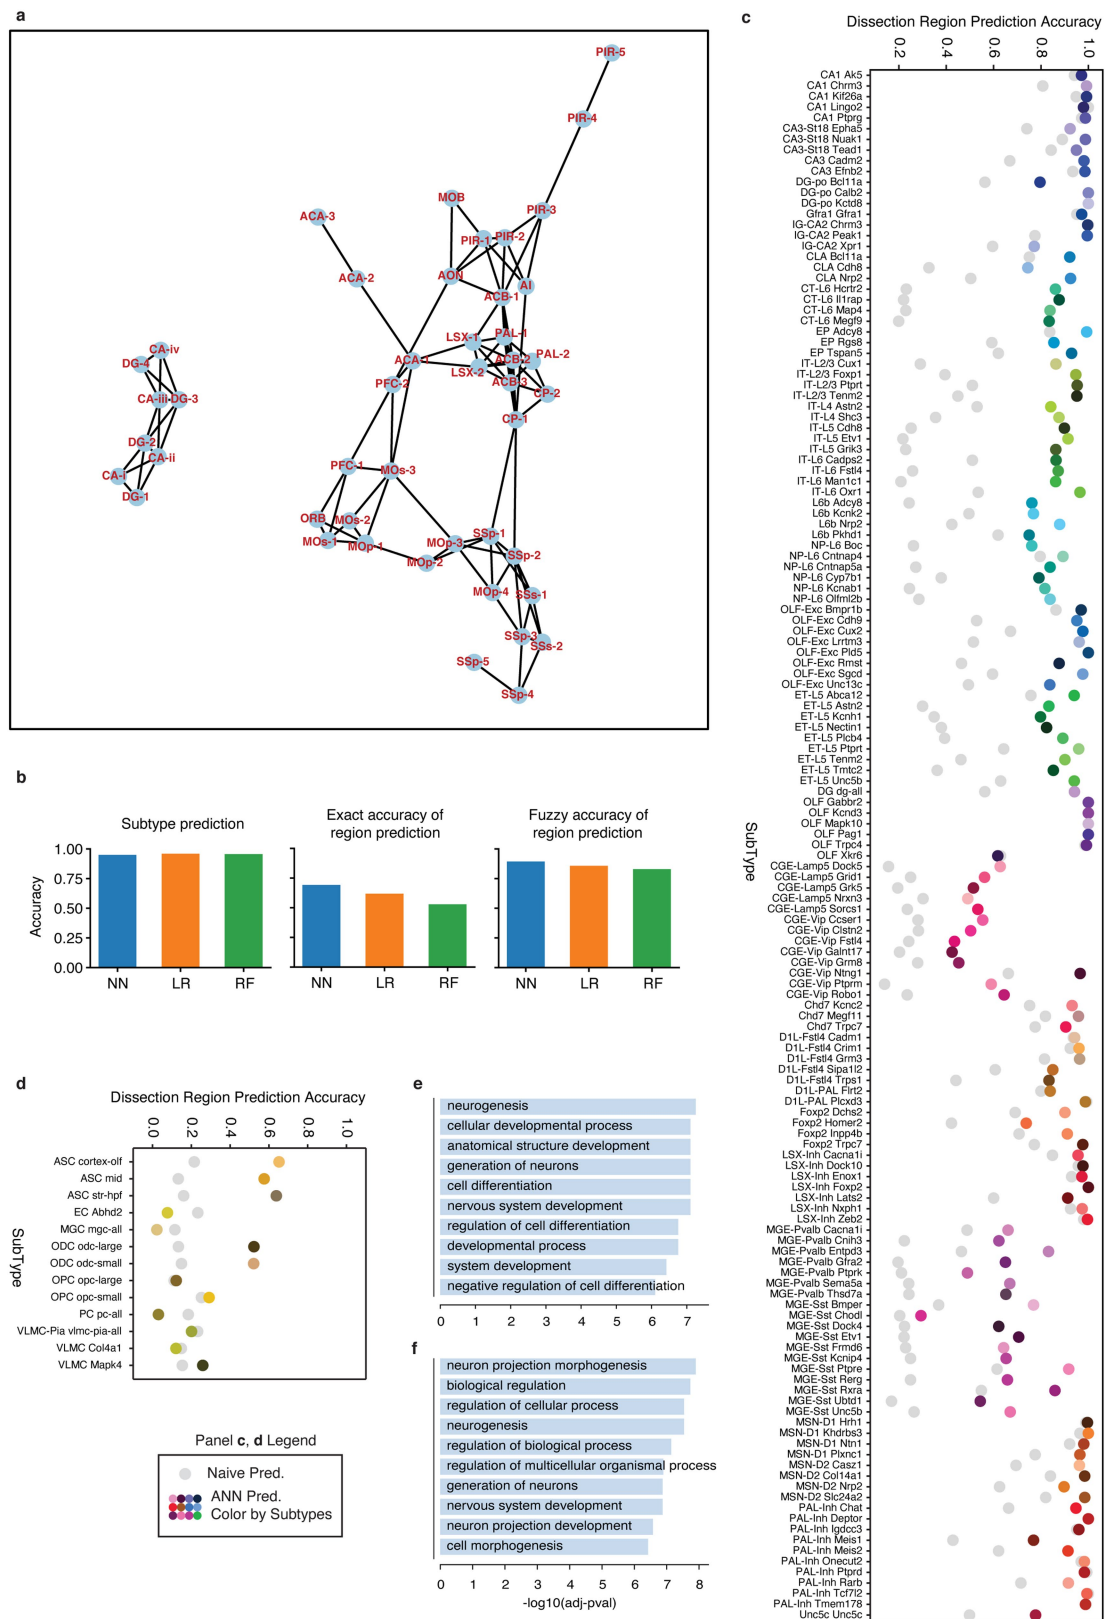 a
PIR-5
PIR-4
MOB
PIR-3
ACA-3
PIR-1
PIR-2
ACA-2
AON
AI
ACB-1
LSX-1
PAL-1
CA-iv
DG-4
ACA-1
ACB-2
PAL-2
LSX-2
PFC-2
ACB-3
CP-2
CA-iii
DG-3
CP-1
DG-2
CA-ii
PFC-1
MOs-3
CA-i
DG-1
ORB
MOs-2
MOs-1
MOp-1
SSp-1
MOp-3
SSp-2
MOp-2
MOp-4
SSs-1
SSp-3
SSs-2
SSp-5
SSp-4
b
Subtype prediction
Exact accuracy of
region prediction
Fuzzy accuracy of
region prediction
Accuracy
1.00
0.75
0.50
0.25
0.00
NN LR RF
NN LR RF
NN LR RF
c
Dissection Region Prediction Accuracy
0.2 0.4 0.6 0.8 1.0
SubType
CA1 Ak5
CA1 Chrm3
CA1 Kif26a
CA1 Lingo2
CA1 Ptprg
CA3-St18 Epha5
CA3-St18 Nuak1
CA3-St18 Tead1
CA3 Cadm2
CA3 Efnb2
DG-po Bcl11a
DG-po Calb2
DG-po Kctd8
Gfra1 Gfra1
IG-CA2 Chrm3
IG-CA2 Peak1
IG-CA2 Xpr1
CLA Bcl11a
CLA Cdh8
CLA Nrp2
CT-L6 Hcrtr2
CT-L6 Il1rap
CT-L6 Map4
CT-L6 Megf9
EP Adcy8
EP Rgs8
EP Tspan5
IT-L2/3 Cux1
IT-L2/3 Foxp1
IT-L2/3 Ptprt
IT-L2/3 Tenm2
IT-L4 Astn2
IT-L4 Shc3
IT-L5 Cdh8
IT-L5 Etv1
IT-L5 Grik3
IT-L6 Cadps2
IT-L6 Fstl4
IT-L6 Man1c1
IT-L6 Oxr1
L6b Adcy8
L6b Kcnk2
L6b Nrp2
L6b Pkhd1
NP-L6 Boc
NP-L6 Cntnap4
NP-L6 Cntnap5a
NP-L6 Cyp7b1
NP-L6 Kcnab1
NP-L6 Olfml2b
OLF-Exc Bmpr1b
OLF-Exc Cdh9
OLF-Exc Cux2
OLF-Exc Lrrtm3
OLF-Exc Pld5
OLF-Exc Rmst
OLF-Exc Sgcd
OLF-Exc Unc13c
ET-L5 Abca12
ET-L5 Astn2
ET-L5 Kcnh1
ET-L5 Nectin1
ET-L5 Plcb4
ET-L5 Ptprt
ET-L5 Tenm2
ET-L5 Tmtc2
ET-L5 Unc5b
DG dg-all
OLF Gabbr2
OLF Kcnd3
OLF Mapk10
OLF Pag1
OLF Trpc4
OLF Xkr6
CGE-Lamp5 Dock5
CGE-Lamp5 Grid1
CGE-Lamp5 Grk5
CGE-Lamp5 Nrxn3
CGE-Lamp5 Sorcs1
CGE-Vip Ccser1
CGE-Vip Clstn2
CGE-Vip Fstl4
CGE-Vip Galnt17
CGE-Vip Grm8
CGE-Vip Ntng1
CGE-Vip Ptprm
CGE-Vip Robo1
Chd7 Kcnc2
Chd7 Megf11
Chd7 Trpc7
D1L-Fstl4 Cadm1
D1L-Fstl4 Crim1
D1L-Fstl4 Grm3
D1L-Fstl4 Sipa1l2
D1L-Fstl4 Trps1
D1L-PAL Flrt2
D1L-PAL Plcxd3
Foxp2 Dchs2
Foxp2 Homer2
Foxp2 Inpp4b
Foxp2 Trpc7
LSX-Inh Cacna1i
LSX-Inh Dock10
LSX-Inh Enox1
LSX-Inh Foxp2
LSX-Inh Lats2
LSX-Inh Nxph1
LSX-Inh Zeb2
MGE-Pvalb Cacna1i
MGE-Pvalb Cnih3
MGE-Pvalb Entpd3
MGE-Pvalb Gfra2
MGE-Pvalb Ptprk
MGE-Pvalb Sema5a
MGE-Pvalb Thsd7a
MGE-Sst Bmper
MGE-Sst Chodl
MGE-Sst Dock4
MGE-Sst Etv1
MGE-Sst Frmd6
MGE-Sst Kcnip4
MGE-Sst Ptpre
MGE-Sst Rerg
MGE-Sst Rxra
MGE-Sst Ubtd1
MGE-Sst Unc5b
MSN-D1 Hrh1
MSN-D1 Khdrbs3
MSN-D1 Ntn1
MSN-D1 Plxnc1
MSN-D2 Casz1
MSN-D2 Col14a1
MSN-D2 Nrp2
MSN-D2 Slc24a2
PAL-Inh Chat
PAL-Inh Deptor
PAL-Inh Igdcc3
PAL-Inh Meis1
PAL-Inh Meis2
PAL-Inh Onecut2
PAL-Inh Ptprd
PAL-Inh Rarb
PAL-Inh Tcf7l2
PAL-Inh Tmem178
Unc5c Unc5c
d
Dissection Region Prediction Accuracy
0.0 0.2 0.4 0.6 0.8 1.0
SubType
ASC cortex-olf
ASC mid
ASC str-hpf
EC Abhd2
MGC mgc-all
ODC odc-large
ODC odc-small
OPC opc-large
OPC opc-small
PC pc-all
VLMC-Pia vlmc-pia-all
VLMC Col4a1
VLMC Mapk4
Panel c, d Legend
Naive Pred.
ANN Pred.
Color by Subtypes
e
neurogenesis
cellular developmental process
anatomical structure development
generation of neurons
cell differentiation
nervous system development
regulation of cell differentiation
developmental process
system development
negative regulation of cell differentiation
0 1 2 3 4 5 6 7
f
neuron projection morphogenesis
biological regulation
regulation of cellular process
neurogenesis
regulation of biological process
regulation of multicellular organismal process
generation of neurons
nervous system development
neuron projection development
cell morphogenesis
0 1 2 3 4 5 6 7 8
-log10(adj-pval)